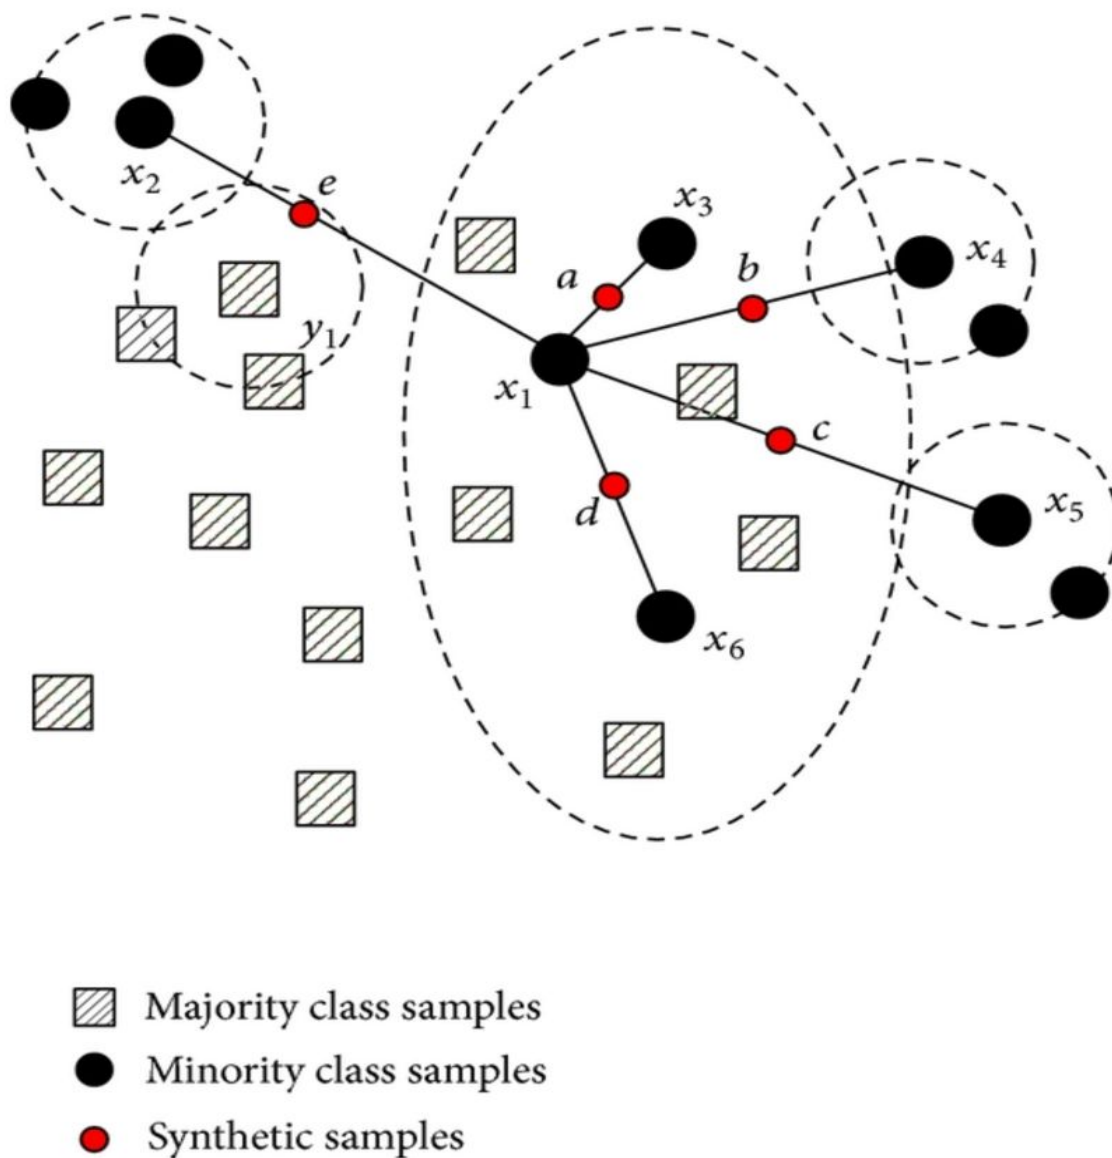 x₂
e
x₃
a
b
x₄
y₁
x₁
c
d
x₅
x₆
Majority class samples
Minority class samples
Synthetic samples